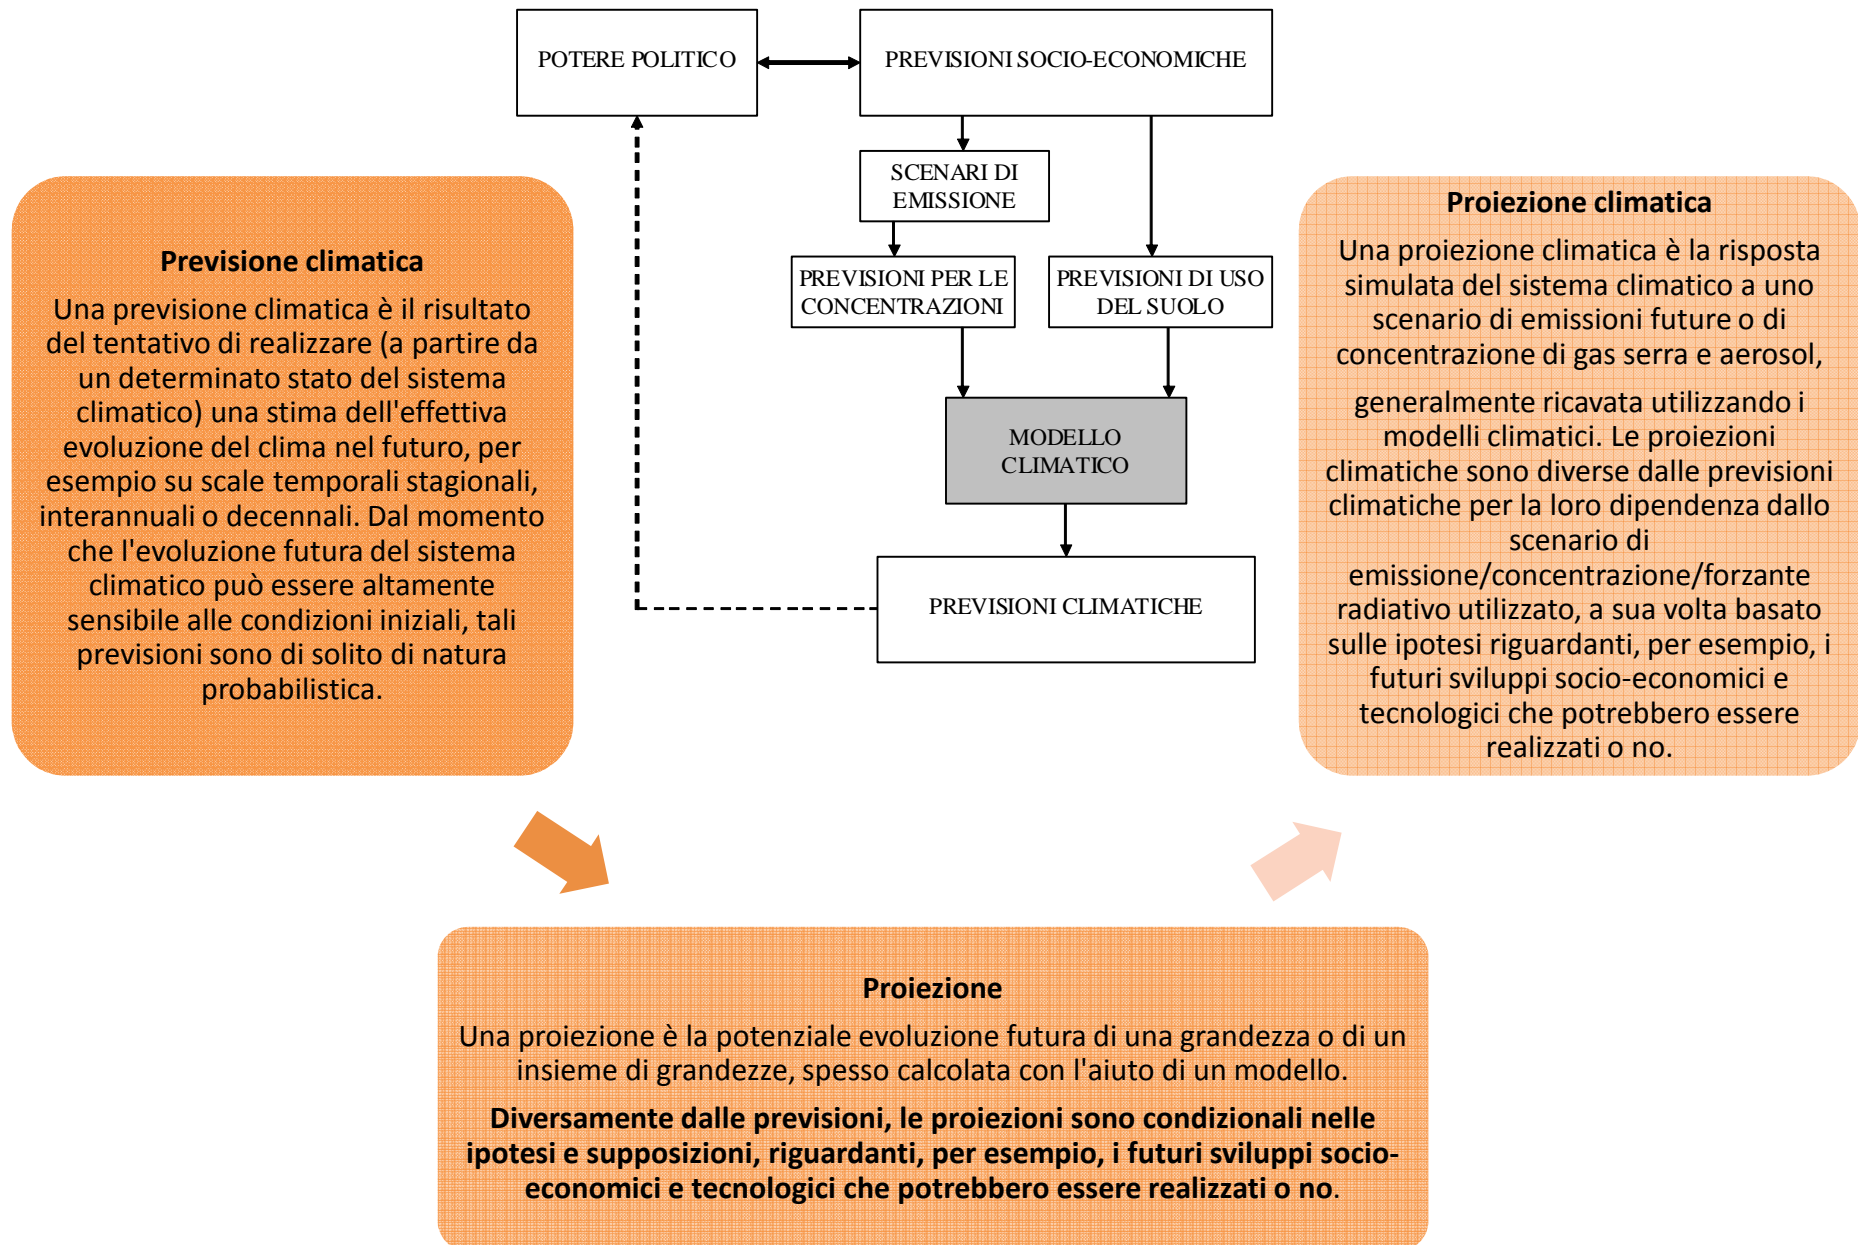 POTERE POLITICO
PREVISIONI SOCIO-ECONOMICHE
SCENARI DI
EMISSIONE
PREVISIONI PER LE
CONCENTRAZIONI
PREVISIONI DI USO
DEL SUOLO
MODELLO
CLIMATICO
PREVISIONI CLIMATICHE
Previsione climatica
Una previsione climatica è il risultato
del tentativo di realizzare (a partire da
un determinato stato del sistema
climatico) una stima dell'effettiva
evoluzione del clima nel futuro, per
esempio su scale temporali stagionali,
interannuali o decennali. Dal momento
che l'evoluzione futura del sistema
climatico può essere altamente
sensibile alle condizioni iniziali, tali
previsioni sono di solito di natura
probabilistica.
Proiezione
Una proiezione è la potenziale evoluzione futura di una grandezza o di un
insieme di grandezze, spesso calcolata con l'aiuto di un modello.
Diversamente dalle previsioni, le proiezioni sono condizionali nelle
ipotesi e supposizioni, riguardanti, per esempio, i futuri sviluppi socio-
economici e tecnologici che potrebbero essere realizzati o no.
Proiezione climatica
Una proiezione climatica è la risposta
simulata del sistema climatico a uno
scenario di emissioni future o di
concentrazione di gas serra e aerosol,
generalmente ricavata utilizzando i
modelli climatici. Le proiezioni
climatiche sono diverse dalle previsioni
climatiche per la loro dipendenza dallo
scenario di
emissione/concentrazione/forzante
radiativo utilizzato, a sua volta basato
sulle ipotesi riguardanti, per esempio, i
futuri sviluppi socio-economici e
tecnologici che potrebbero essere
realizzati o no.